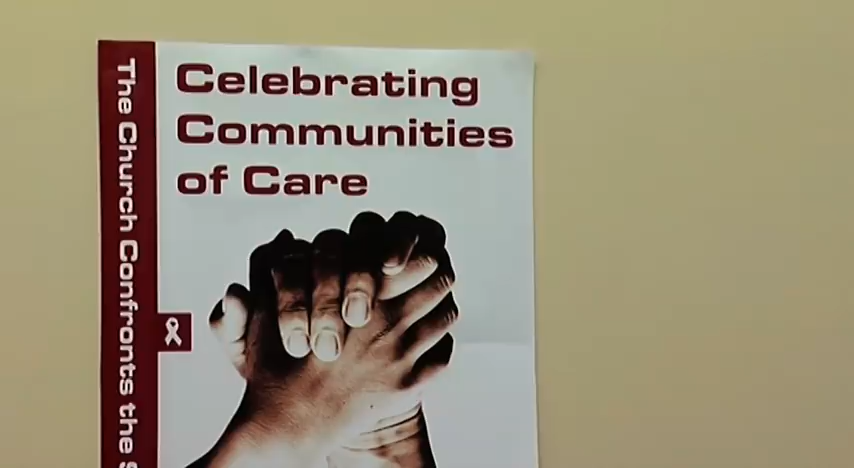 Celebrating
Communities
of Care
The Church Confronts the